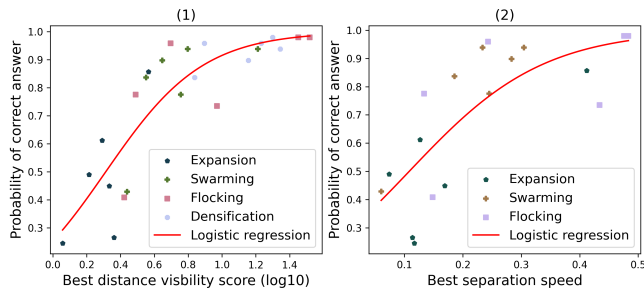 (1)
Probability of correct answer
1.0
0.9
0.8
0.7
0.6
0.5
0.4
0.3
Expansion
Swarming
Flocking
Densification
Logistic regression
0.0 0.2 0.4 0.6 0.8 1.0 1.2 1.4
Best distance visbility score (log10)
(2)
Probability of correct answer
1.0
0.9
0.8
0.7
0.6
0.5
0.4
0.3
Expansion
Swarming
Flocking
Logistic regression
0.1 0.2 0.3 0.4 0.5
Best separation speed